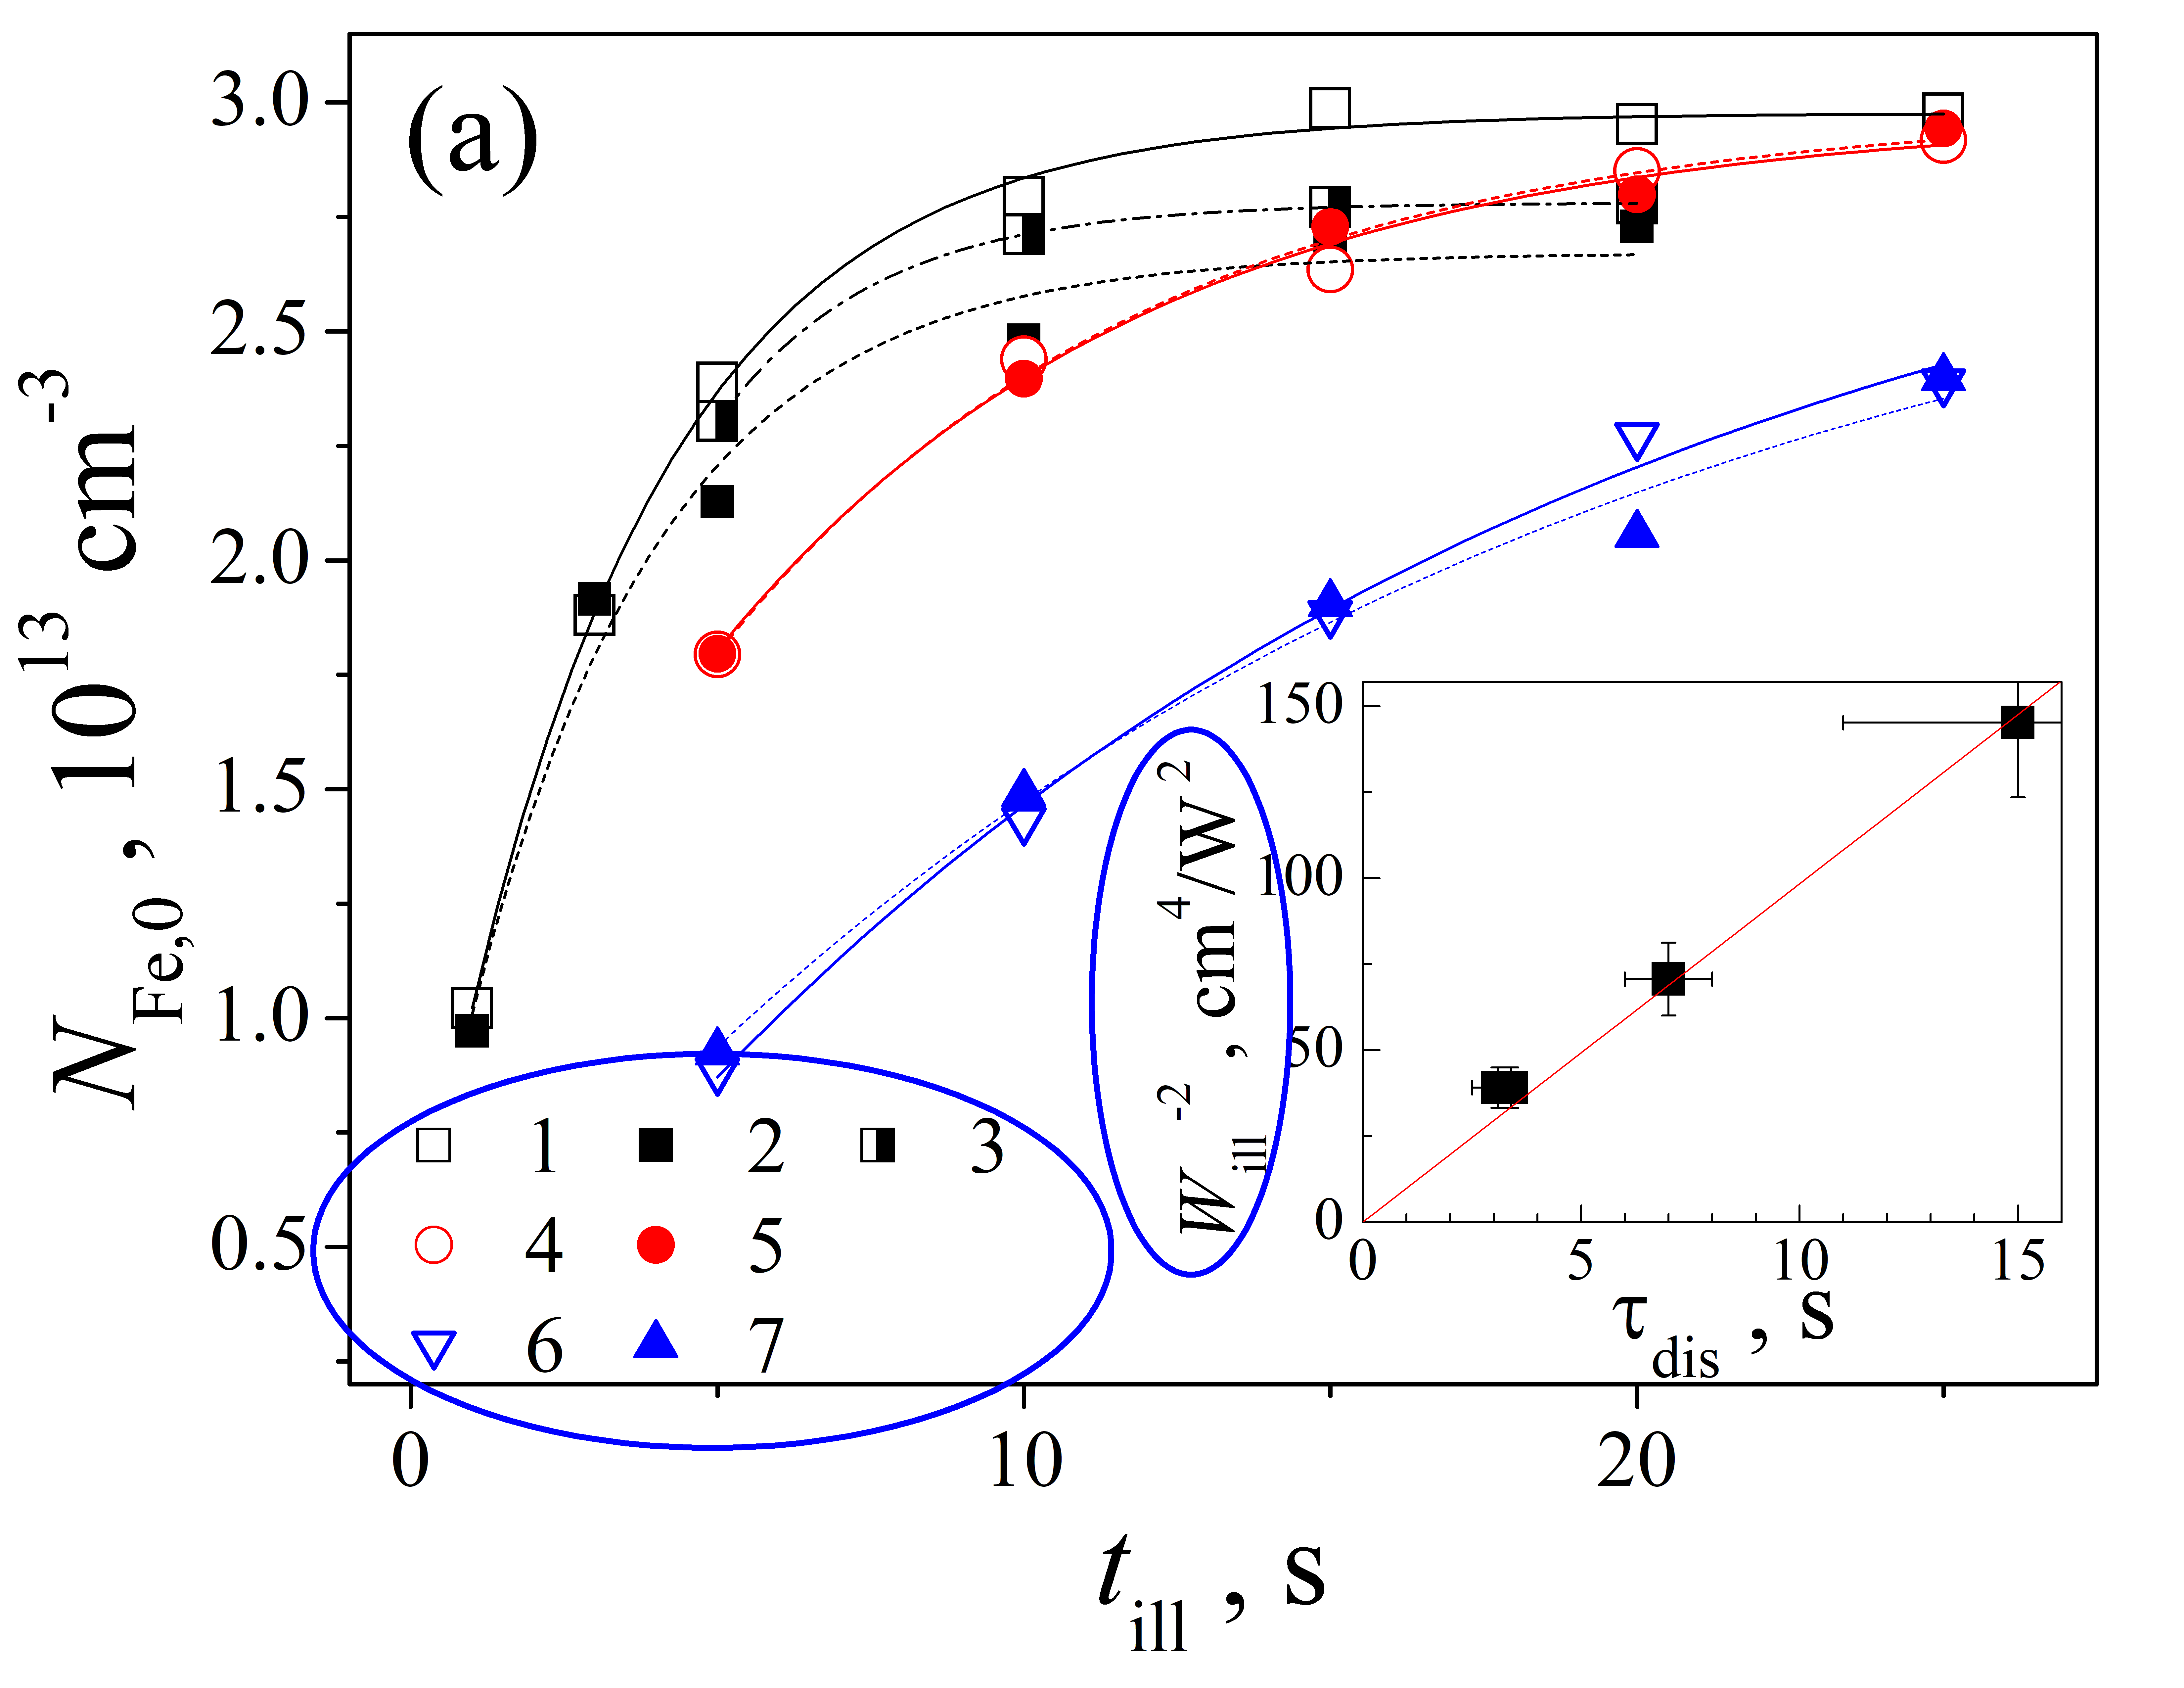 (a)
3.0
2.5
2.0
1.5
1.0
0.5
N Fe,0 , 10^13 cm^-3
1 2 3
4 5
6 7
0 10 20
t ill , s
W ill ^-2 , cm^4/W^2
150
100
50
0
0 5 10 15
τ dis , s